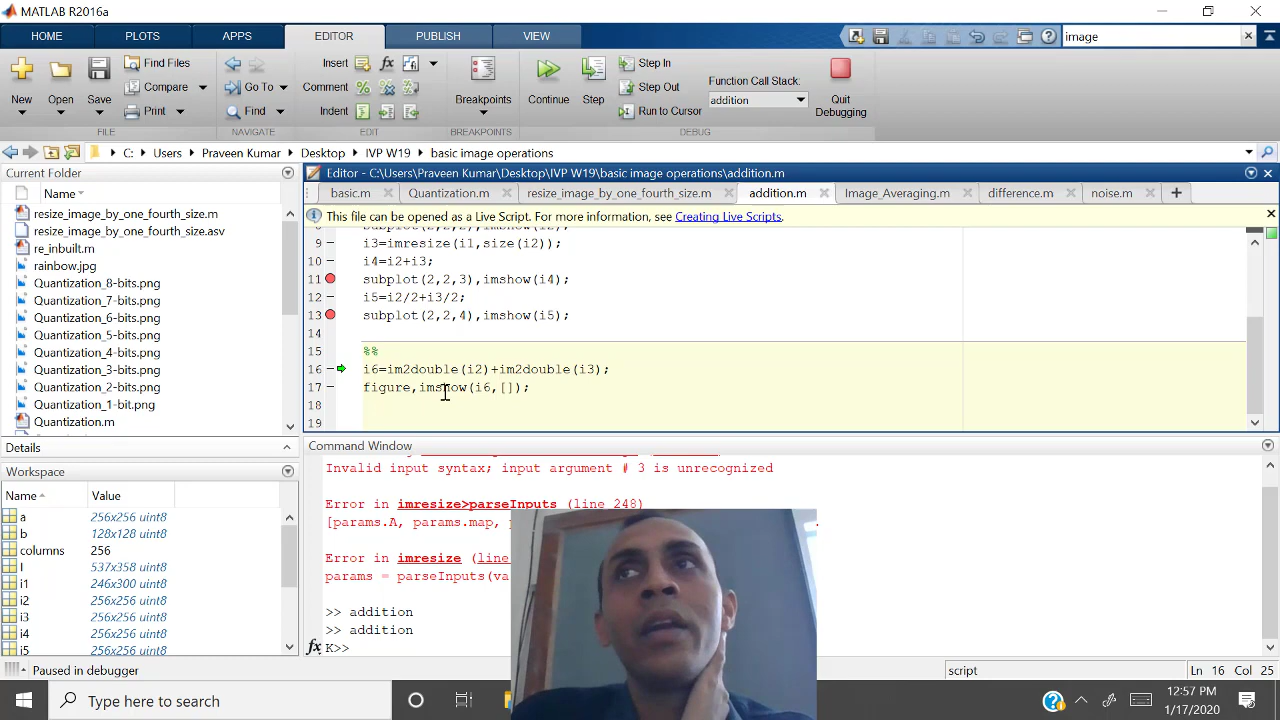 MATLAB R2016a
HOME PLOTS APPS EDITOR PUBLISH VIEW image
New Open Save Find Files Compare Print FILE
Go To Find NAVIGATE
Insert fx Comment % Indent EDIT
Breakpoints BREAKPOINTS
Continue Step Step In Step Out Run to Cursor
Function Call Stack:
addition
Quit Debugging
DEBUG
C: Users Praveen Kumar Desktop IVP W19 basic image operations
Current Folder
Name
resize_image_by_one_fourth_size.m
resize_image_by_one_fourth_size.asv
re_inbuilt.m
rainbow.jpg
Quantization_8-bits.png
Quantization_7-bits.png
Quantization_6-bits.png
Quantization_5-bits.png
Quantization_4-bits.png
Quantization_3-bits.png
Quantization_2-bits.png
Quantization_1-bit.png
Quantization.m
Details
Workspace
Name Value
a 256x256 uint8
b 128x128 uint8
columns 256
I 537x358 uint8
i1 246x300 uint8
i2 256x256 uint8
i3 256x256 uint8
i4 256x256 uint8
i5 256x256 uint8
Editor - C:\Users\Praveen Kumar\Desktop\IVP W19\basic image operations\addition.m
basic.m Quantization.m resize_image_by_one_fourth_size.m addition.m Image_Averaging.m difference.m noise.m
This file can be opened as a Live Script. For more information, see Creating Live Scripts.
8 subplot(2,2,2),imshow(i2);
9 i3=imresize(i1,size(i2));
10 i4=i2+i3;
11 subplot(2,2,3),imshow(i4);
12 i5=i2/2+i3/2;
13 subplot(2,2,4),imshow(i5);
14
15 %%
16 i6=im2double(i2)+im2double(i3);
17 figure,imshow(i6,[]);
18
19
Command Window
Invalid input syntax; input argument # 3 is unrecognized
Error in imresize>parseInputs (line 248)
[params.A, params.map,
Error in imresize (line
params = parseInputs(va
>> addition
>> addition
fx K>>
Paused in debugger
script Ln 16 Col 25
Type here to search
12:57 PM
1/17/2020